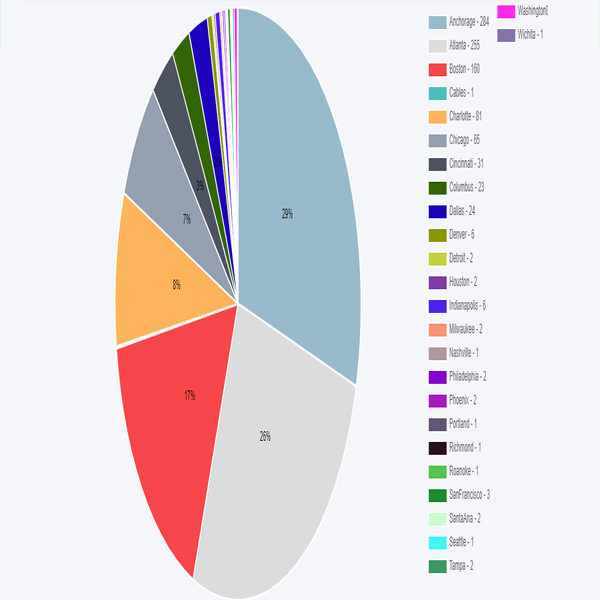 29%
26%
17%
8%
7%
3%
Anchorage - 284
Atlanta - 255
Boston - 160
Cables - 1
Charlotte - 81
Chicago - 65
Cincinnati - 31
Columbus - 23
Dallas - 24
Denver - 6
Detroit - 2
Houston - 2
Indianapolis - 6
Milwaukee - 2
Nashville - 1
Philadelphia - 2
Phoenix - 2
Portland - 1
Richmond - 1
Roanoke - 1
SanFrancisco - 3
SantaAna - 2
Seattle - 1
Tampa - 2
Washington
Wichita - 1